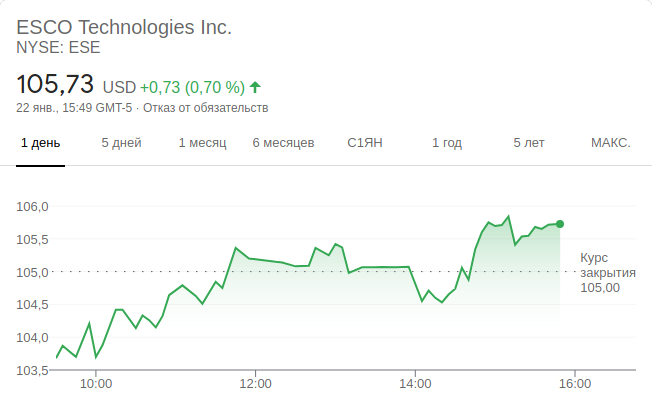 ESCO Technologies Inc.
NYSE: ESE
105,73 USD +0,73 (0,70 %)
22 янв., 15:49 GMT-5 · Отказ от обязательств
1 день 5 дней 1 месяц 6 месяцев С1ЯН 1 год 5 лет МАКС.
106,0
105,5
105,0
104,5
104,0
103,5
Курс
закрытия
105,00
10:00 12:00 14:00 16:00